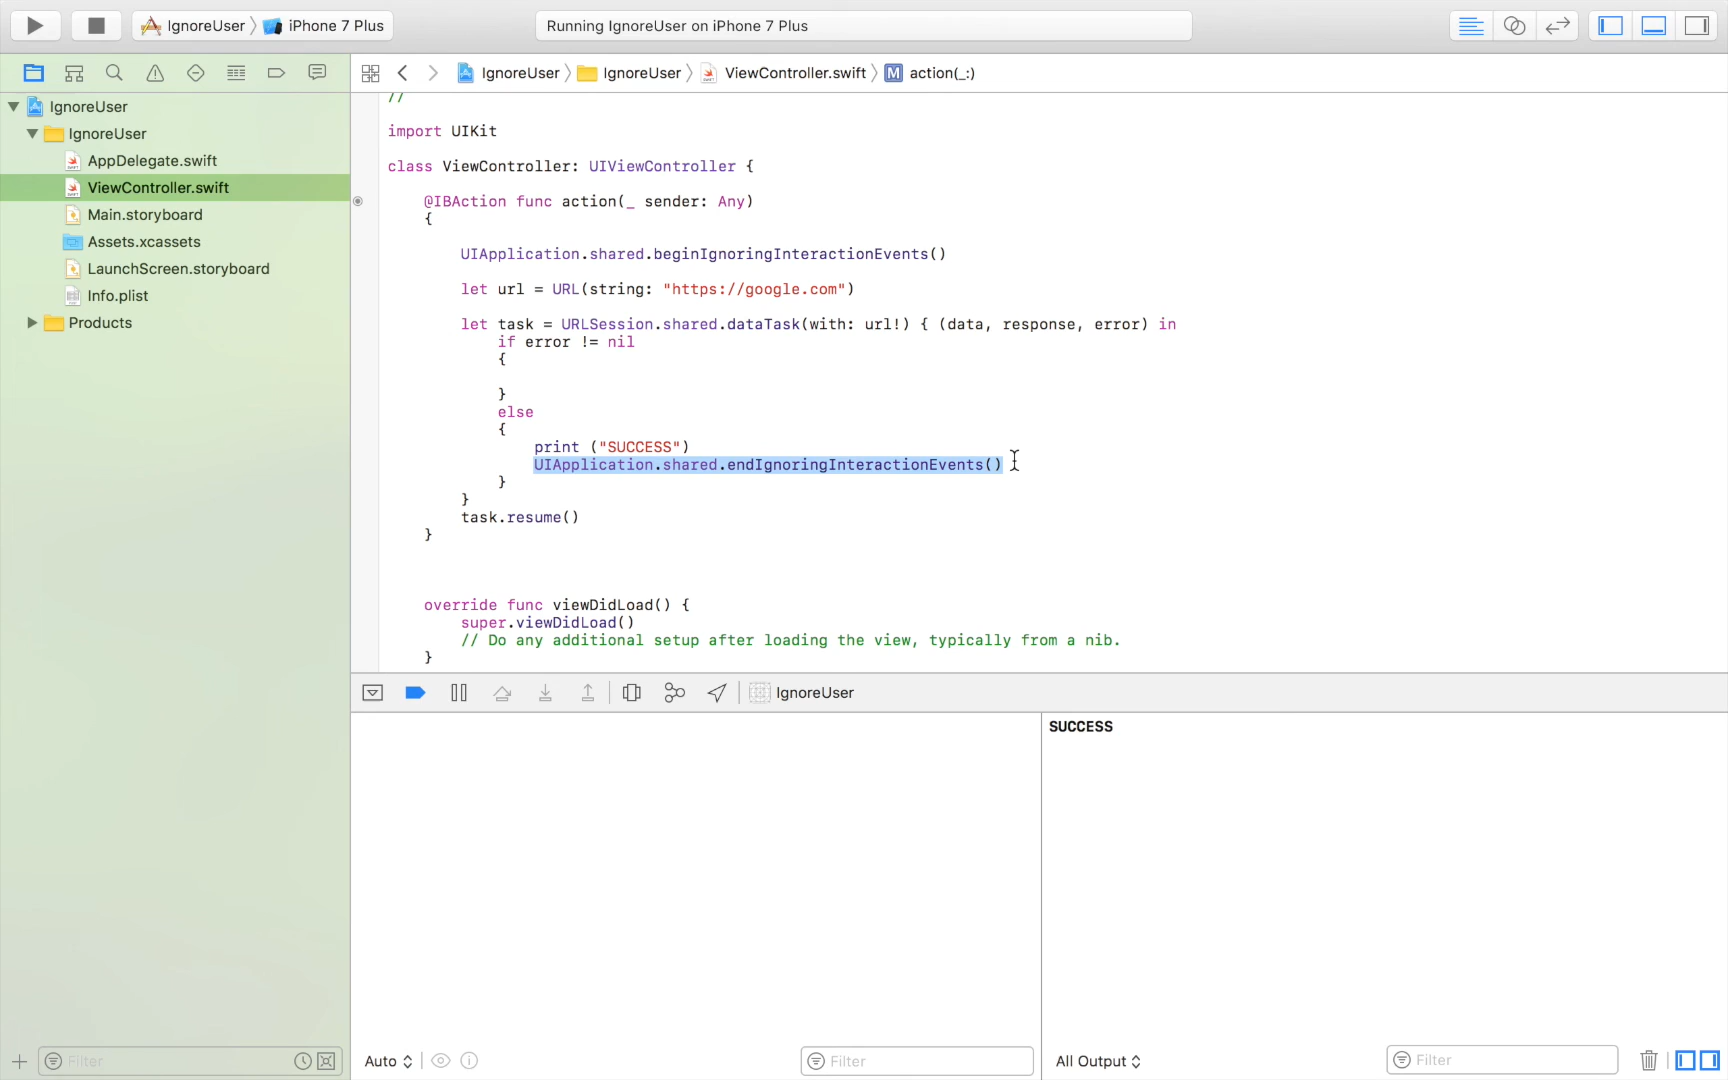 IgnoreUser iPhone 7 Plus
Running IgnoreUser on iPhone 7 Plus
IgnoreUser
IgnoreUser
AppDelegate.swift
ViewController.swift
Main.storyboard
Assets.xcassets
LaunchScreen.storyboard
Info.plist
Products
IgnoreUser IgnoreUser ViewController.swift M action(_:)
//
import UIKit
class ViewController: UIViewController {
@IBAction func action(_ sender: Any)
{
UIApplication.shared.beginIgnoringInteractionEvents()
let url = URL(string: "https://google.com")
let task = URLSession.shared.dataTask(with: url!) { (data, response, error) in
if error != nil
{
}
else
{
print ("SUCCESS")
UIApplication.shared.endIgnoringInteractionEvents()
}
}
task.resume()
}
override func viewDidLoad() {
super.viewDidLoad()
// Do any additional setup after loading the view, typically from a nib.
}
IgnoreUser
SUCCESS
Filter
Auto
Filter
All Output
Filter